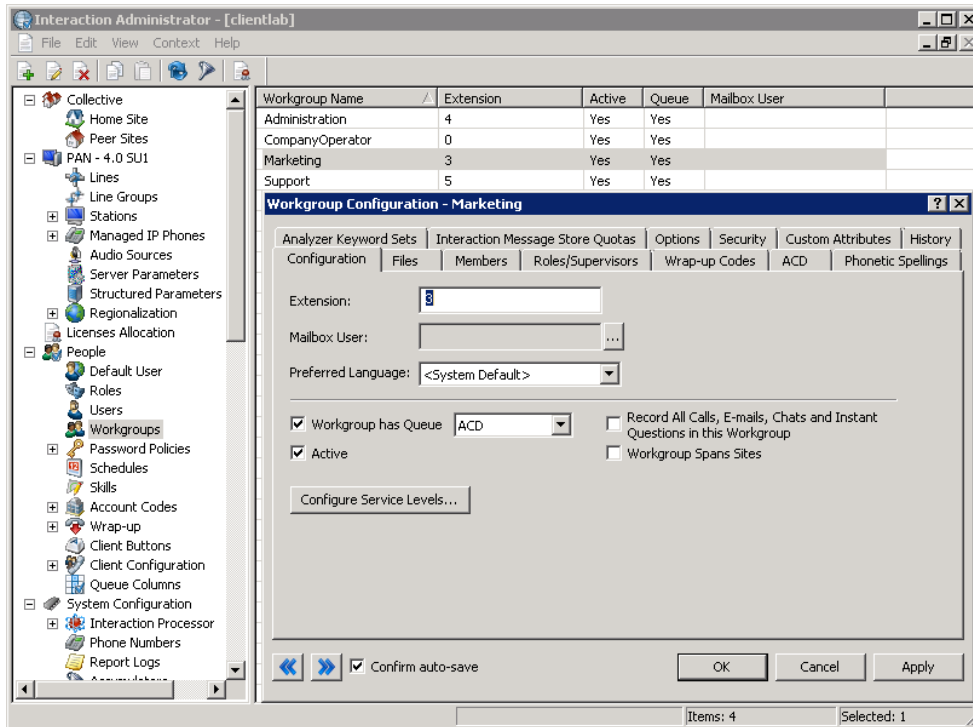 Interaction Administrator - [clientlab]
File Edit View Context Help
Collective
Home Site
Peer Sites
PAN - 4.0 SU1
Lines
Line Groups
Stations
Managed IP Phones
Audio Sources
Server Parameters
Structured Parameters
Regionalization
Licenses Allocation
People
Default User
Roles
Users
Workgroups
Password Policies
Schedules
Skills
Account Codes
Wrap-up
Client Buttons
Client Configuration
Queue Columns
System Configuration
Interaction Processor
Phone Numbers
Report Logs
Accumulators
Workgroup Name Extension Active Queue Mailbox User
Administration 4 Yes Yes
CompanyOperator 0 Yes Yes
Marketing 3 Yes Yes
Support 5 Yes Yes
Workgroup Configuration - Marketing
Analyzer Keyword Sets Interaction Message Store Quotas Options Security Custom Attributes History
Configuration Files Members Roles/Supervisors Wrap-up Codes ACD Phonetic Spellings
Extension: 3
Mailbox User: ...
Preferred Language: <System Default>
Workgroup has Queue ACD
Active
Record All Calls, E-mails, Chats and Instant
Questions in this Workgroup
Workgroup Spans Sites
Configure Service Levels...
Confirm auto-save OK Cancel Apply
Items: 4 Selected: 1